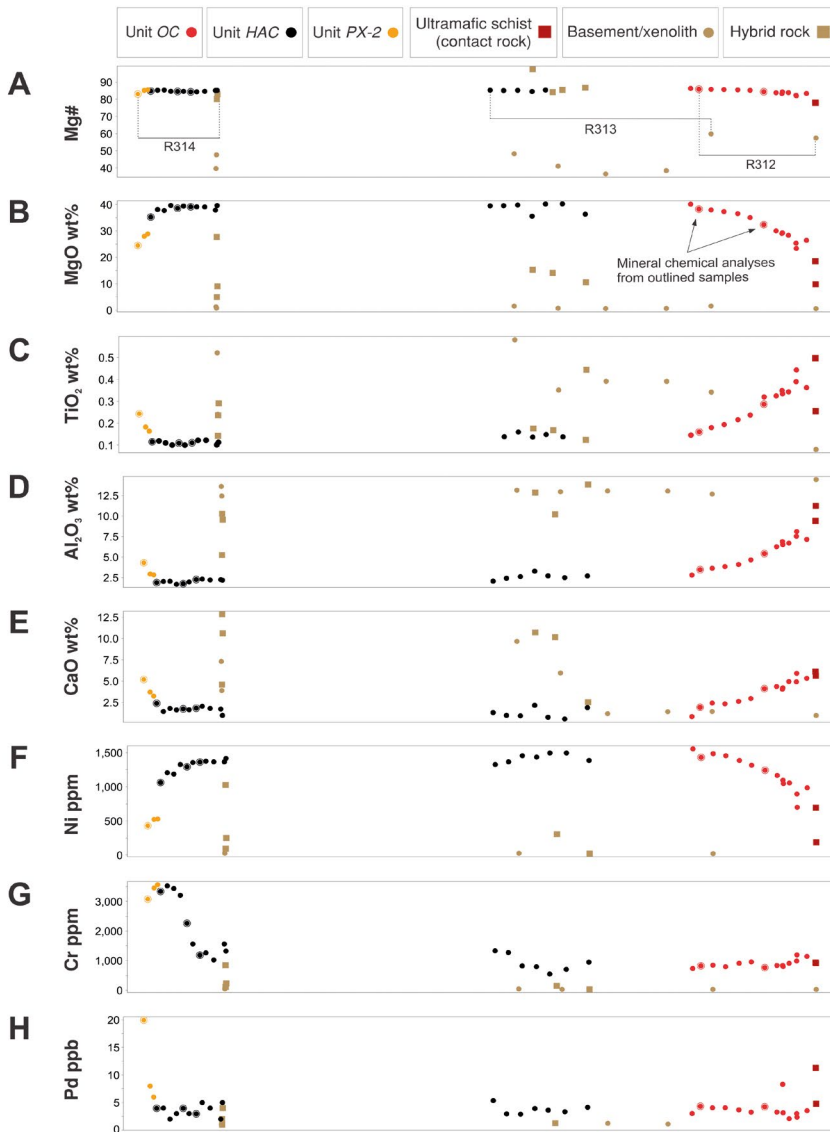 Unit OC
Unit HAC
Unit PX-2
Ultramafic schist
(contact rock)
Basement/xenolith
Hybrid rock
A
Mg#
90
80
70
60
50
40
R314
R313
R312
B
MgO wt%
40
30
20
10
0
Mineral chemical analyses
from outlined samples
C
TiO₂ wt%
0.5
0.4
0.3
0.2
0.1
D
Al₂O₃ wt%
12.5
10.0
7.5
5.0
2.5
E
CaO wt%
12.5
10.0
7.5
5.0
2.5
F
Ni ppm
1,500
1,000
500
0
G
Cr ppm
3,000
2,000
1,000
0
H
Pd ppb
20
15
10
5
0